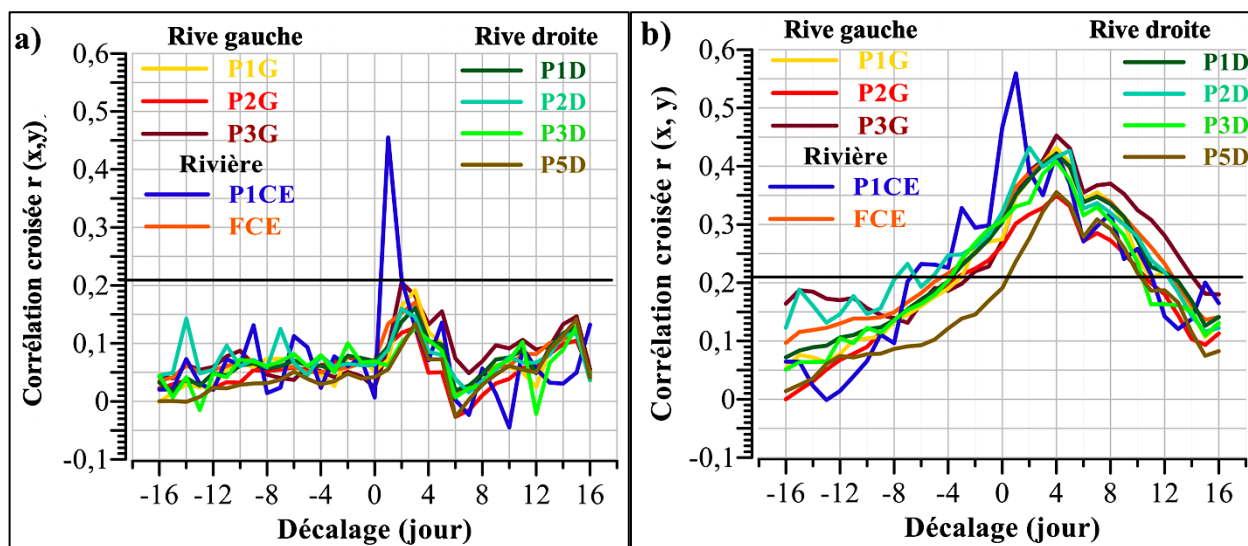 a)
Rive gauche
Rive droite
P1G
P2G
P3G
Rivière
P1CE
FCE
P1D
P2D
P3D
P5D
Corrélation croisée r (x,y)
0,6
0,5
0,4
0,3
0,2
0,1
0
-0,1
-16 -12 -8 -4 0 4 8 12 16
Décalage (jour)
b)
Rive gauche
Rive droite
P1G
P2G
P3G
Rivière
P1CE
FCE
P1D
P2D
P3D
P5D
Corrélation croisée r (x, y)
0,6
0,5
0,4
0,3
0,2
0,1
0
-0,1
-16 -12 -8 -4 0 4 8 12 16
Décalage (jour)